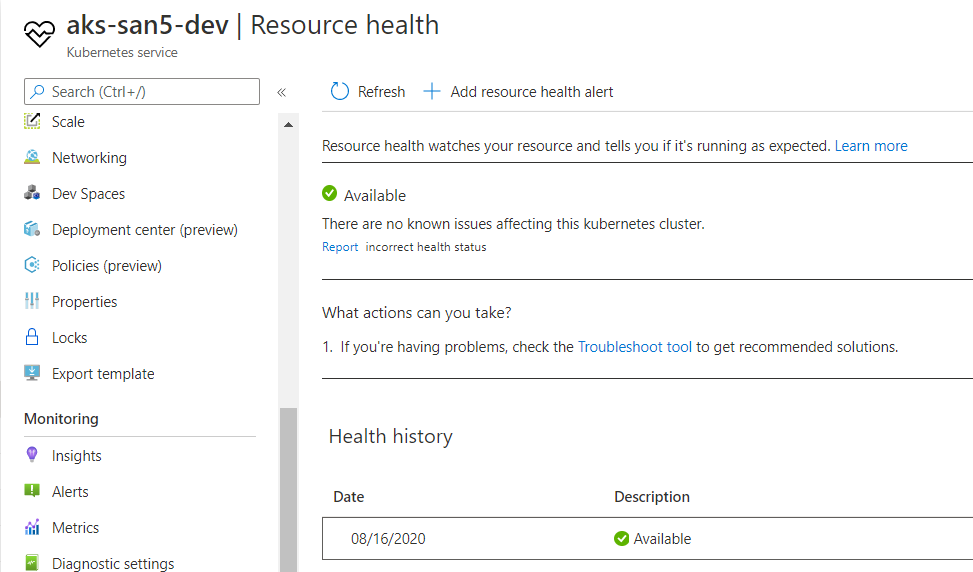 aks-san5-dev | Resource health
Kubernetes service
Search (Ctrl+/)
«
Scale
Networking
Dev Spaces
Deployment center (preview)
Policies (preview)
Properties
Locks
Export template
Monitoring
Insights
Alerts
Metrics
Diagnostic settings
Refresh
Add resource health alert
Resource health watches your resource and tells you if it's running as expected. Learn more
Available
There are no known issues affecting this kubernetes cluster.
Report incorrect health status
What actions can you take?
1. If you're having problems, check the Troubleshoot tool to get recommended solutions.
Health history
Date Description
08/16/2020 Available